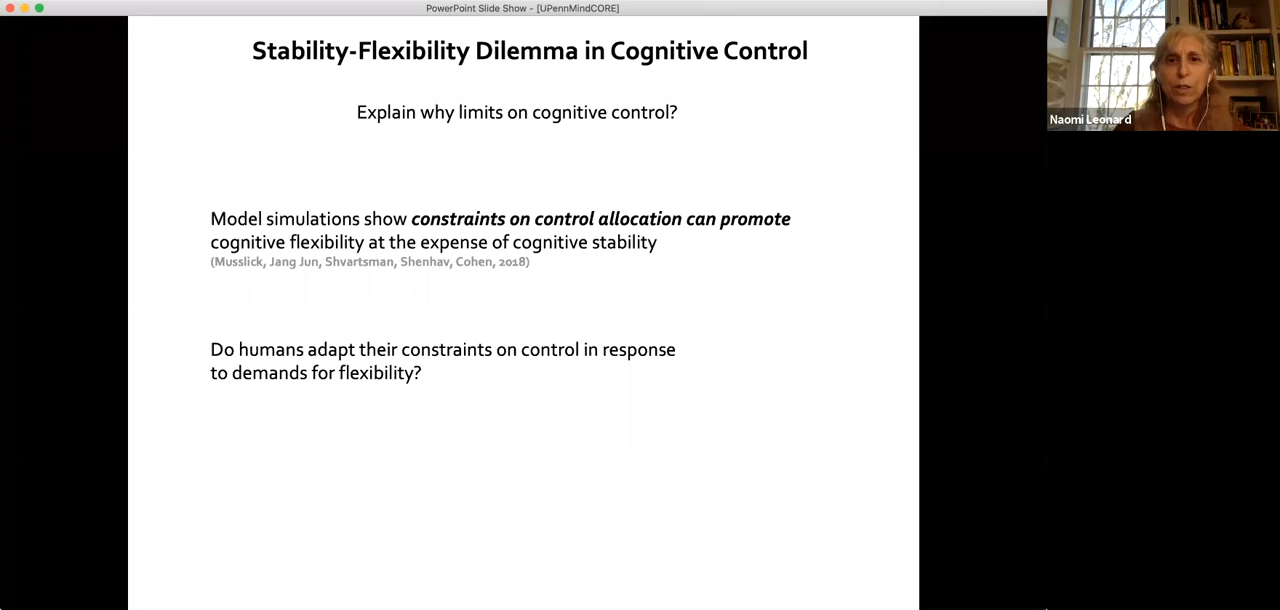 PowerPoint Slide Show - [UPennMindCORE]
Stability-Flexibility Dilemma in Cognitive Control
Explain why limits on cognitive control?
Model simulations show constraints on control allocation can promote
cognitive flexibility at the expense of cognitive stability
(Musslick, Jang Jun, Shvartsman, Shenhav, Cohen, 2018)
Do humans adapt their constraints on control in response
to demands for flexibility?
Naomi Leonard